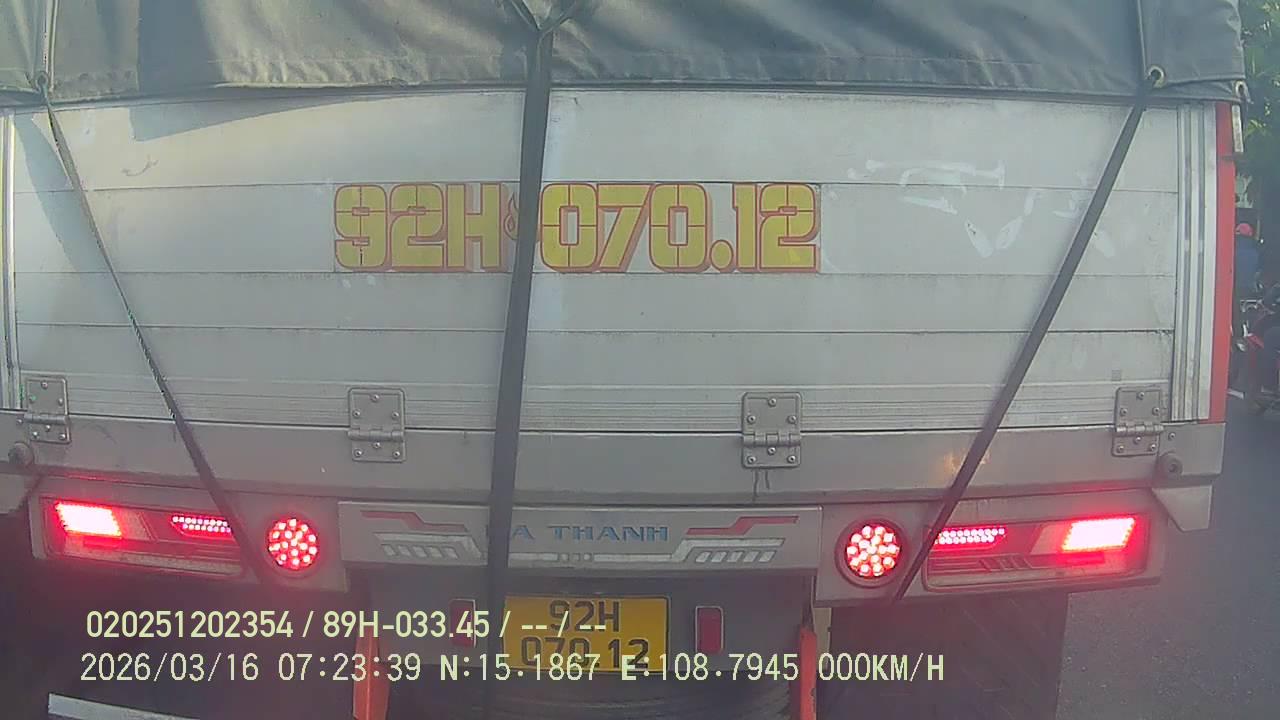 92H 070.12
A THANH
92H
070.12
020251202354 / 89H-033.45 / -- / --
2026/03/16 07:23:39 N:15.1867 E:108.7945 000KM/H